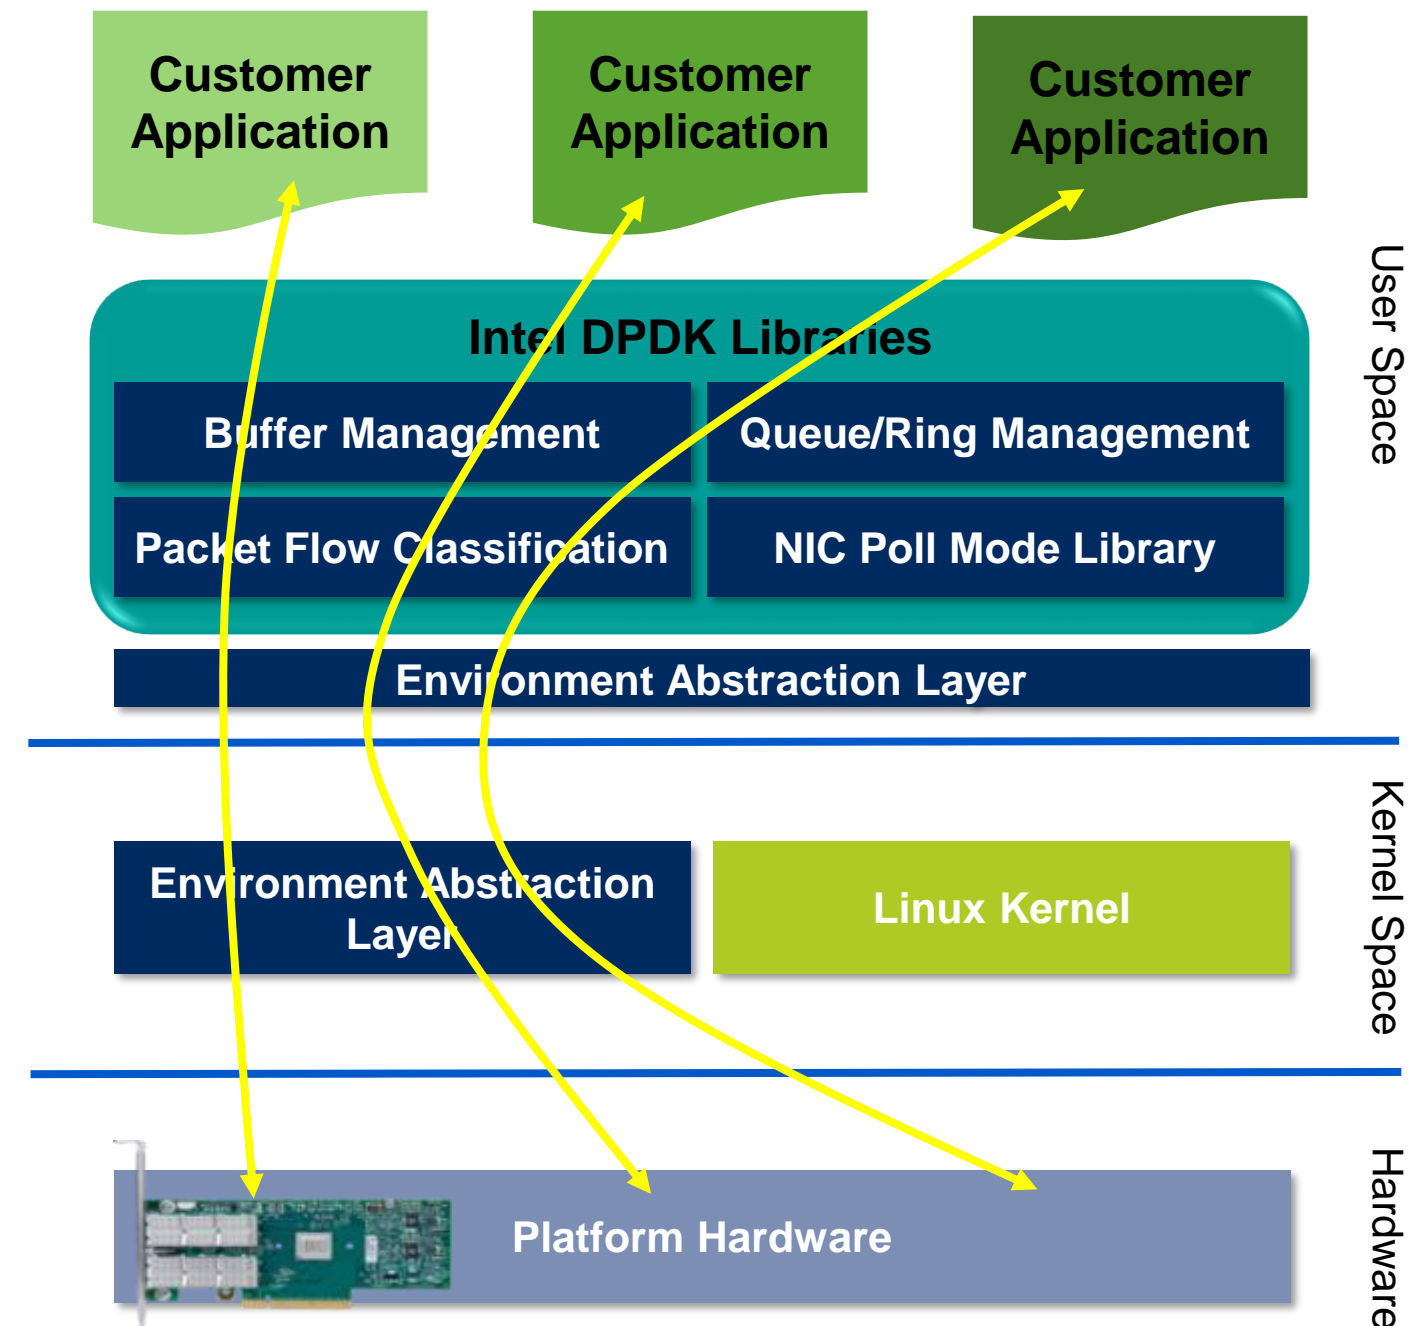 Customer
Application
Customer
Application
Customer
Application
User Space
Intel DPDK Libraries
Buffer Management
Queue/Ring Management
Packet Flow Classification
NIC Poll Mode Library
Environment Abstraction Layer
Kernel Space
Environment Abstraction
Layer
Linux Kernel
Hardware
Platform Hardware